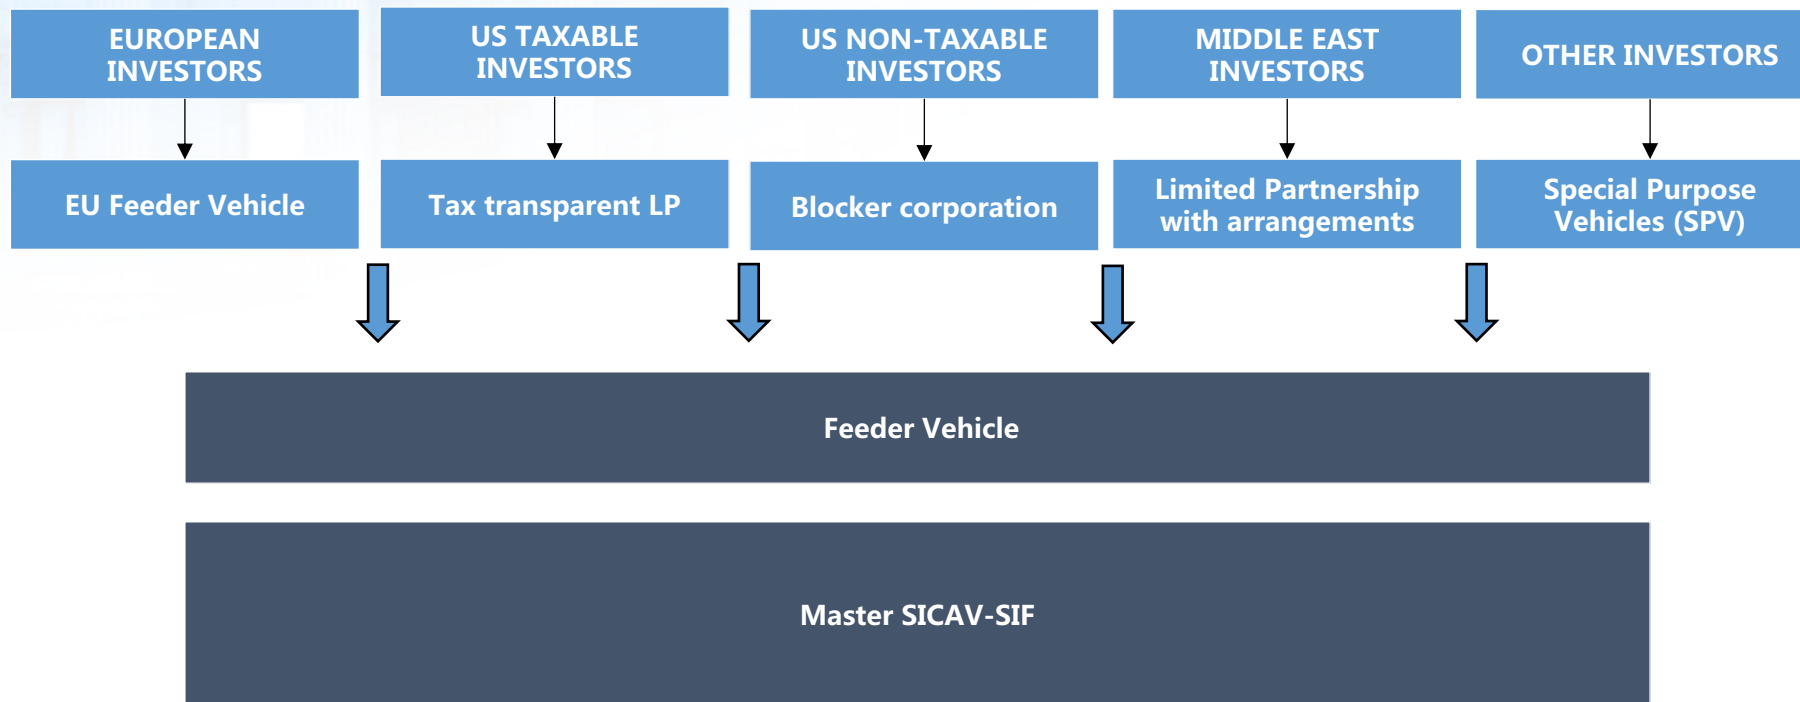 EUROPEAN
INVESTORS
US TAXABLE
INVESTORS
US NON-TAXABLE
INVESTORS
MIDDLE EAST
INVESTORS
OTHER INVESTORS
EU Feeder Vehicle
Tax transparent LP
Blocker corporation
Limited Partnership
with arrangements
Special Purpose
Vehicles (SPV)
Feeder Vehicle
Master SICAV-SIF